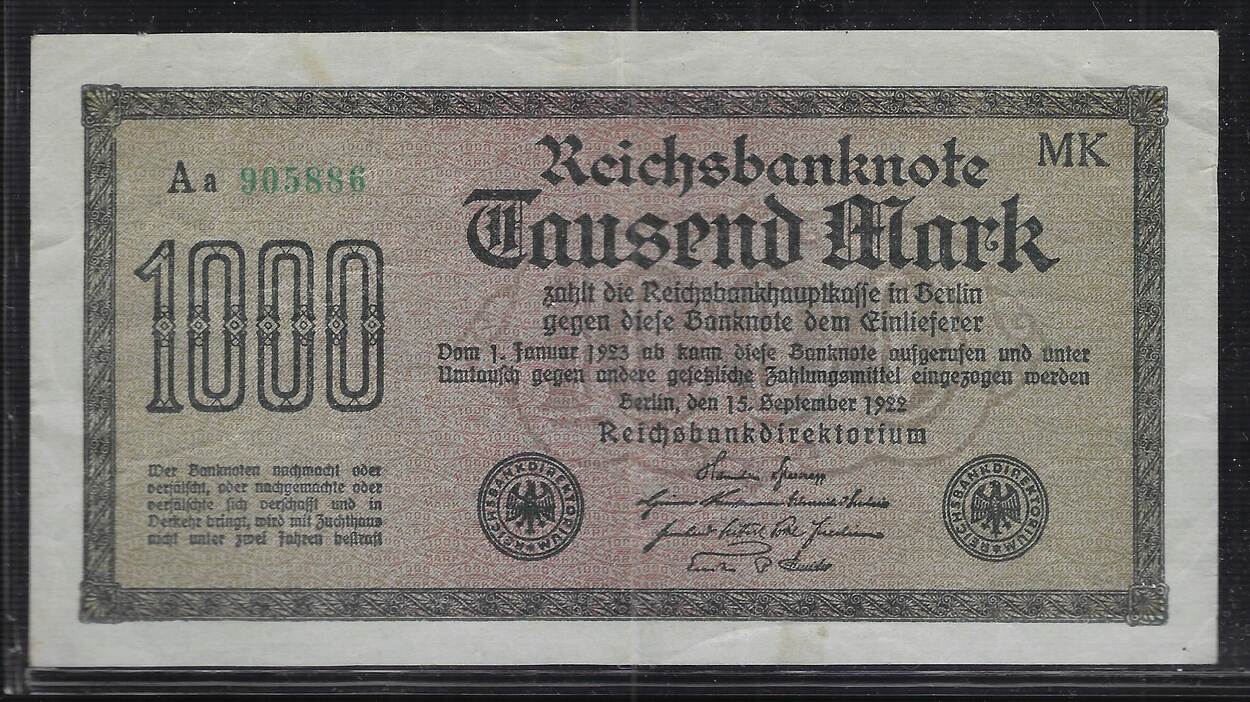 Aa 905886
1000
Reichsbanknote
MK
Tausend Mark
zahlt die Reichsbankhauptkasse in Berlin
gegen diese Banknote dem Einlieferer
Vom 1. Januar 1923 ab kann diese Banknote aufgerufen und unter
Umtausch gegen andere gesetzliche Zahlungsmittel eingezogen werden
Berlin, den 15. September 1922
Reichsbankdirektorium
Wer Banknoten nachmacht oder
verfälscht, oder nachgemachte oder
verfälschte sich verschafft und in
Verkehr bringt, wird mit Zuchthaus
nicht unter zwei Jahren bestraft
REICHSBANKDIREKTORIUM
REICHSBANKDIREKTORIUM